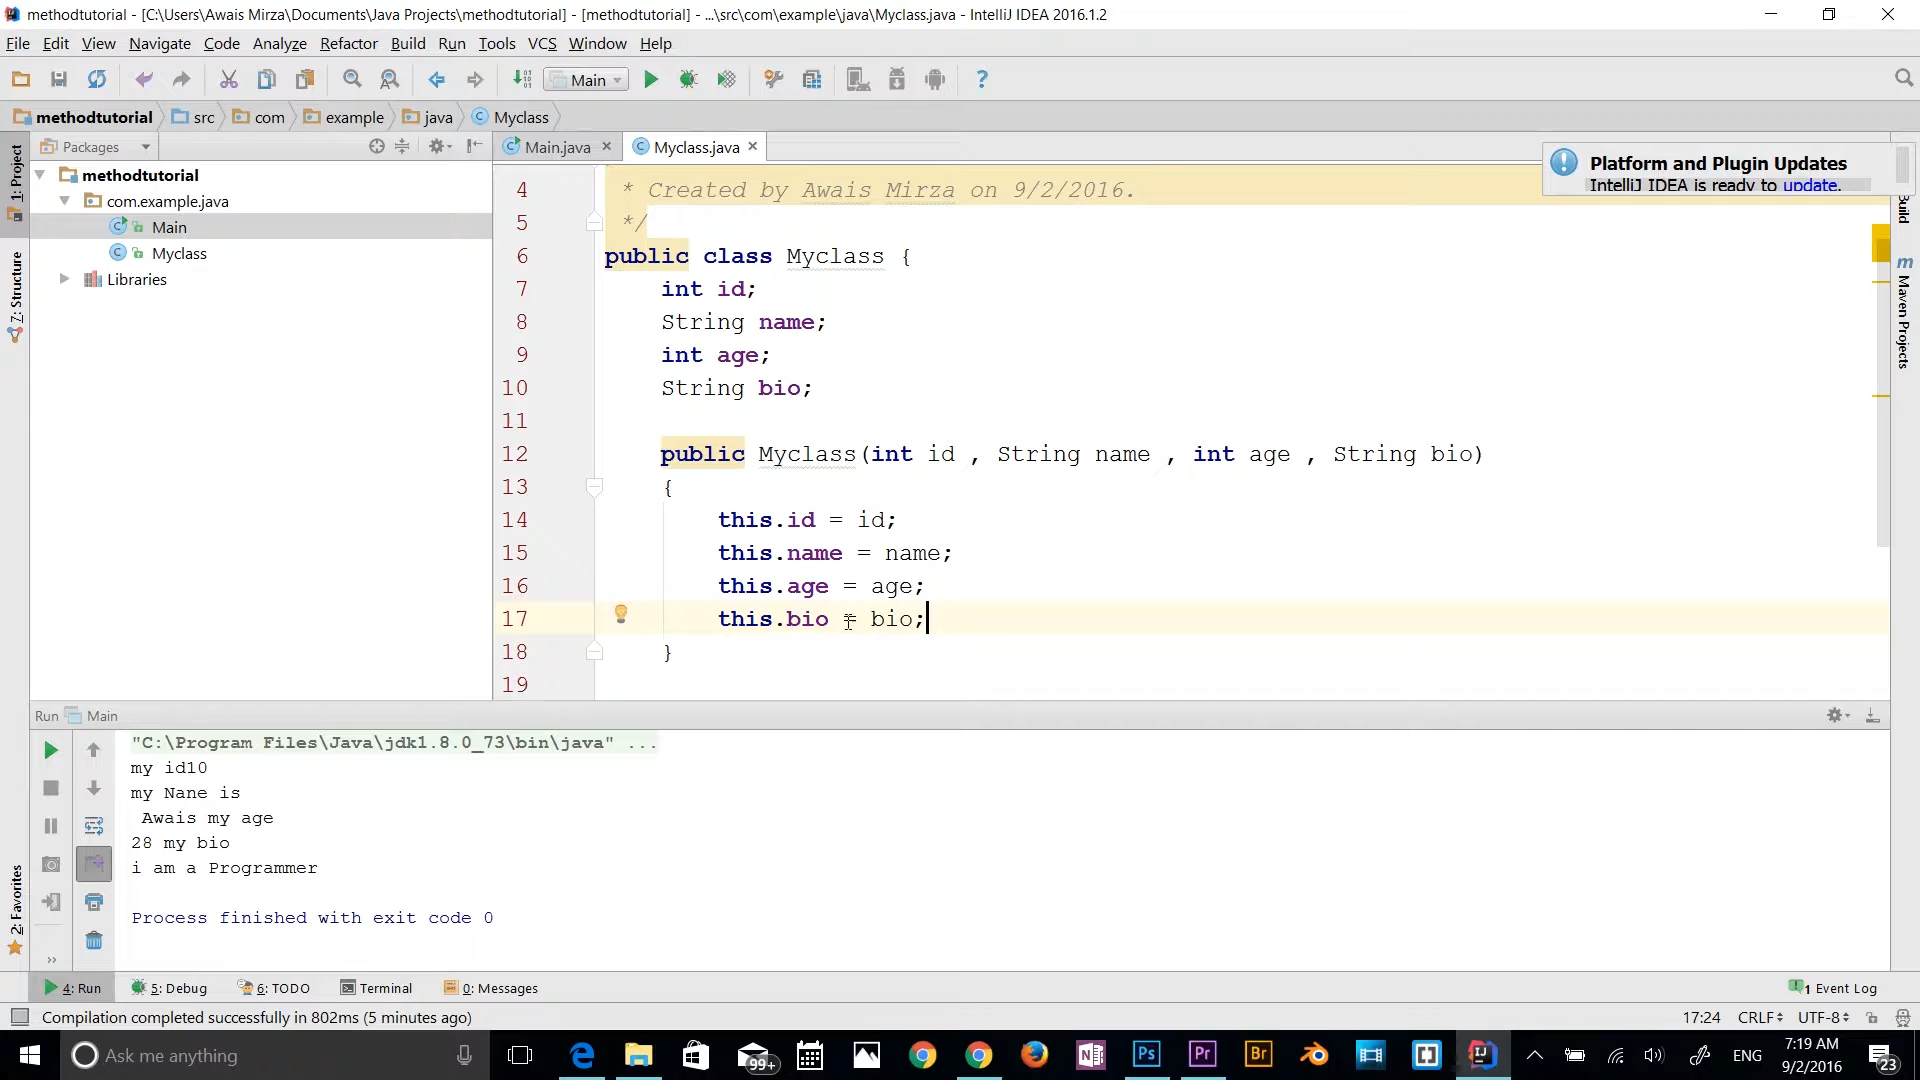 methodtutorial - [C:\Users\Awais Mirza\Documents\Java Projects\methodtutorial] - [methodtutorial] - ...\src\com\example\java\Myclass.java - IntelliJ IDEA 2016.1.2
File Edit View Navigate Code Analyze Refactor Build Run Tools VCS Window Help
Main
methodtutorial src com example java Myclass
Packages
Main.java Myclass.java
1: Project
7: Structure
2: Favorites
methodtutorial
com.example.java
Main
Myclass
Libraries
Platform and Plugin Updates
IntelliJ IDEA is ready to update.
Maven Projects
4 * Created by Awais Mirza on 9/2/2016.
5 */
6 public class Myclass {
7 int id;
8 String name;
9 int age;
10 String bio;
11
12 public Myclass(int id , String name , int age , String bio)
13 {
14 this.id = id;
15 this.name = name;
16 this.age = age;
17 this.bio = bio;
18 }
19
Run Main
"C:\Program Files\Java\jdk1.8.0_73\bin\java" ...
my id10
my Nane is
Awais my age
28 my bio
i am a Programmer
Process finished with exit code 0
4: Run 5: Debug 6: TODO Terminal 0: Messages 1 Event Log
Compilation completed successfully in 802ms (5 minutes ago) 17:24 CRLF UTF-8
Ask me anything 99+ ENG 7:19 AM
9/2/2016 23